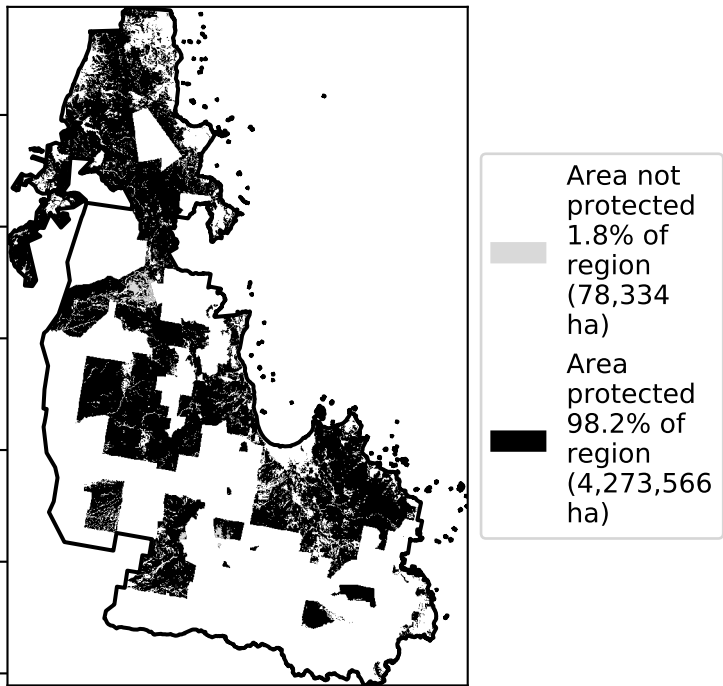 Area not
protected
1.8% of
region
(78,334
ha)
Area
protected
98.2% of
region
(4,273,566
ha)